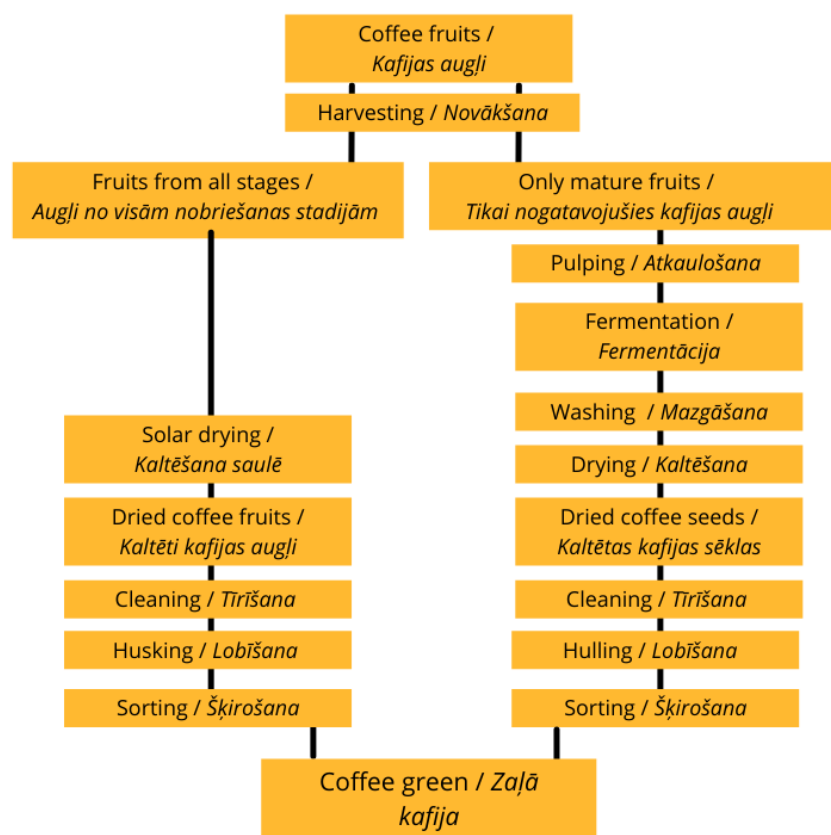 Coffee fruits /
Kafijas augļi
Harvesting / Novākšana
Fruits from all stages /
Augļi no visām nobriešanas stadijām
Only mature fruits /
Tikai nogatavojušies kafijas augļi
Pulping / Atkaulošana
Fermentation /
Fermentācija
Washing / Mazgāšana
Drying / Kaltēšana
Dried coffee seeds /
Kaltētas kafijas sēklas
Cleaning / Tīrīšana
Hulling / Lobīšana
Sorting / Šķirošana
Solar drying /
Kaltēšana saulē
Dried coffee fruits /
Kaltēti kafijas augļi
Cleaning / Tīrīšana
Husking / Lobīšana
Sorting / Šķirošana
Coffee green / Zaļā
kafija